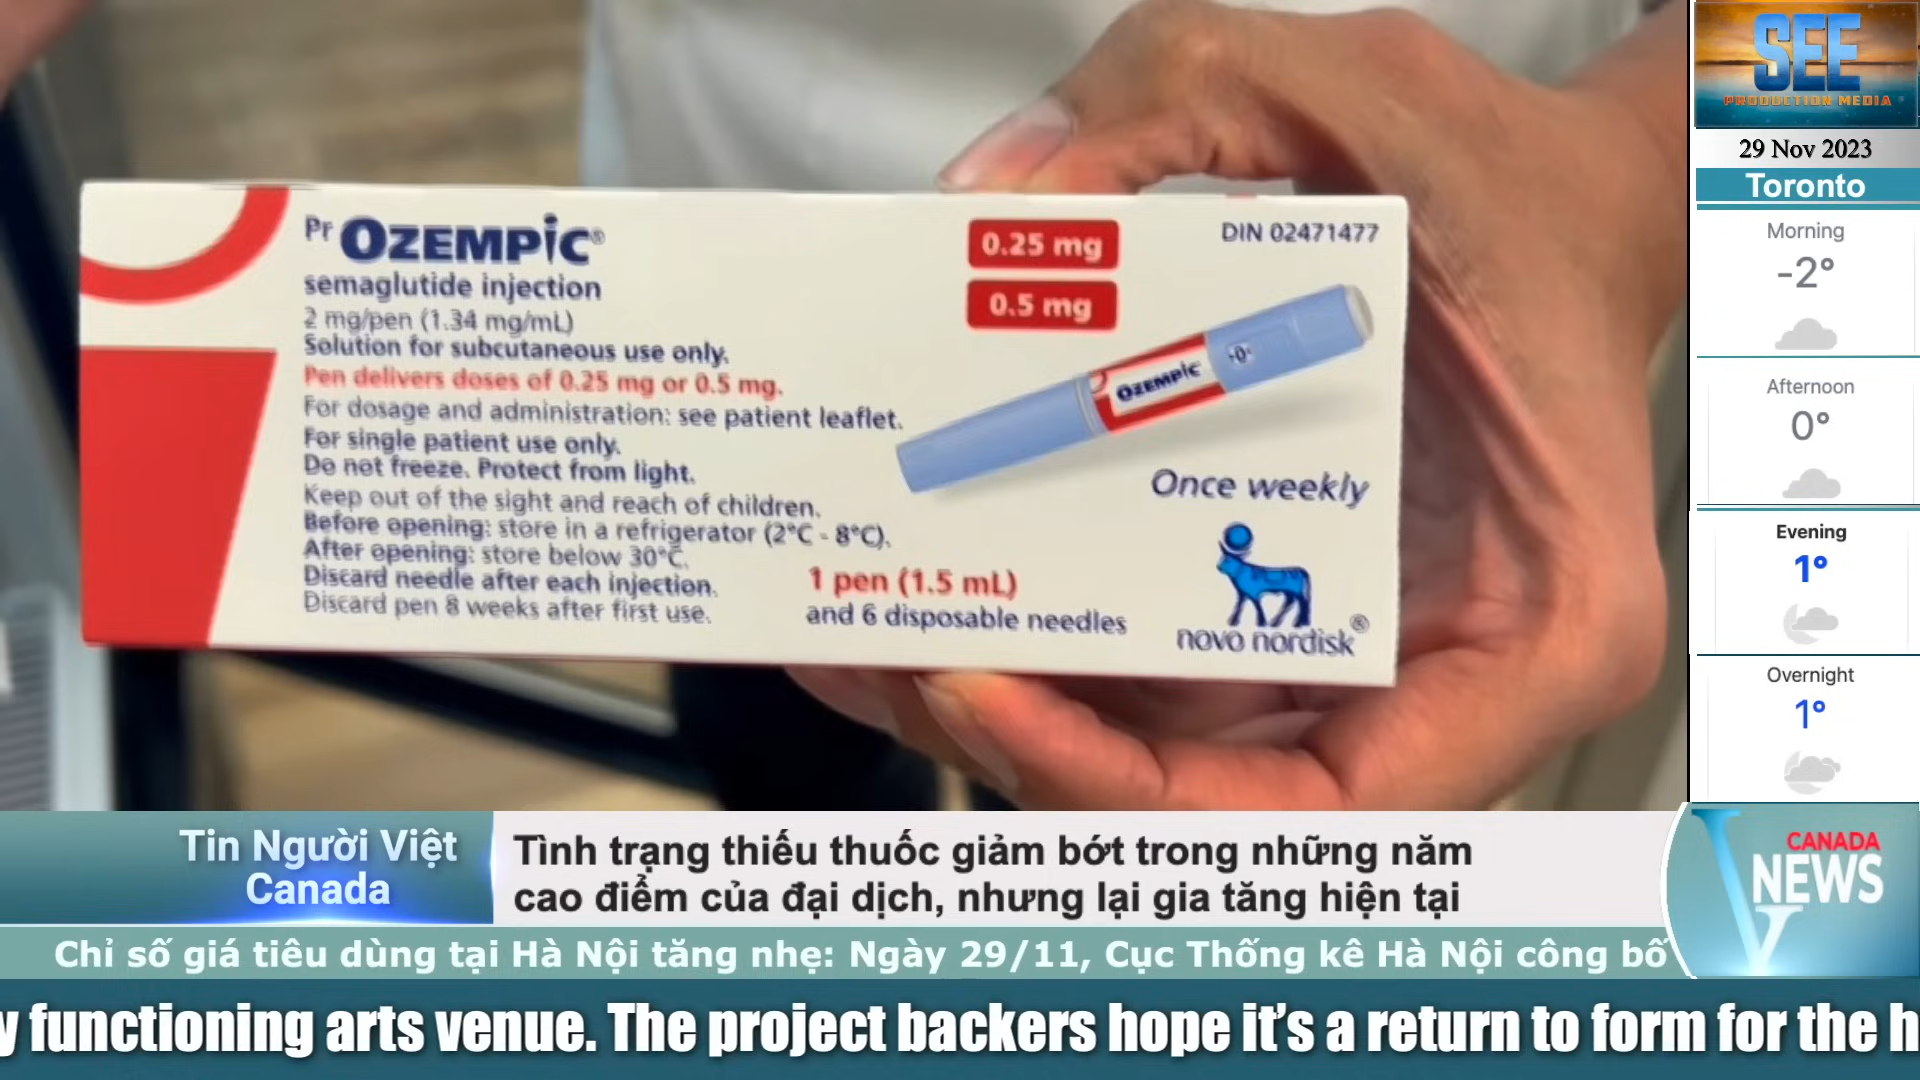 Pr OZEMPIC®
semaglutide injection
2 mg/pen (1.34 mg/mL)
Solution for subcutaneous use only.
Pen delivers doses of 0.25 mg or 0.5 mg.
For dosage and administration: see patient leaflet.
For single patient use only.
Do not freeze. Protect from light.
Keep out of the sight and reach of children.
Before opening: store in a refrigerator (2°C - 8°C).
After opening: store below 30°C.
Discard needle after each injection.
Discard pen 8 weeks after first use.
0.25 mg
0.5 mg
DIN 02471477
OZEMPIC
Once weekly
1 pen (1.5 mL)
and 6 disposable needles
novo nordisk®
SEE
PRODUCTION MEDIA
29 Nov 2023
Toronto
Morning
-2°
Afternoon
0°
Evening
1°
Overnight
1°
Tin Người Việt
Canada
Tình trạng thiếu thuốc giảm bớt trong những năm
cao điểm của đại dịch, nhưng lại gia tăng hiện tại
CANADA
V NEWS
Chỉ số giá tiêu dùng tại Hà Nội tăng nhẹ: Ngày 29/11, Cục Thống kê Hà Nội công bố
y functioning arts venue. The project backers hope it's a return to form for the h